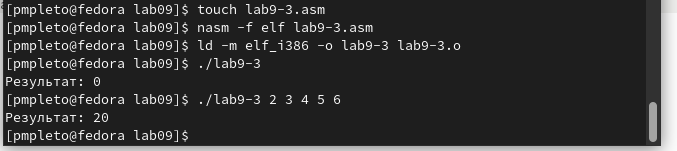 [pmpleto@fedora lab09]$ touch lab9-3.asm
[pmpleto@fedora lab09]$ nasm -f elf lab9-3.asm
[pmpleto@fedora lab09]$ ld -m elf_i386 -o lab9-3 lab9-3.o
[pmpleto@fedora lab09]$ ./lab9-3
Результат: 0
[pmpleto@fedora lab09]$ ./lab9-3 2 3 4 5 6
Результат: 20
[pmpleto@fedora lab09]$